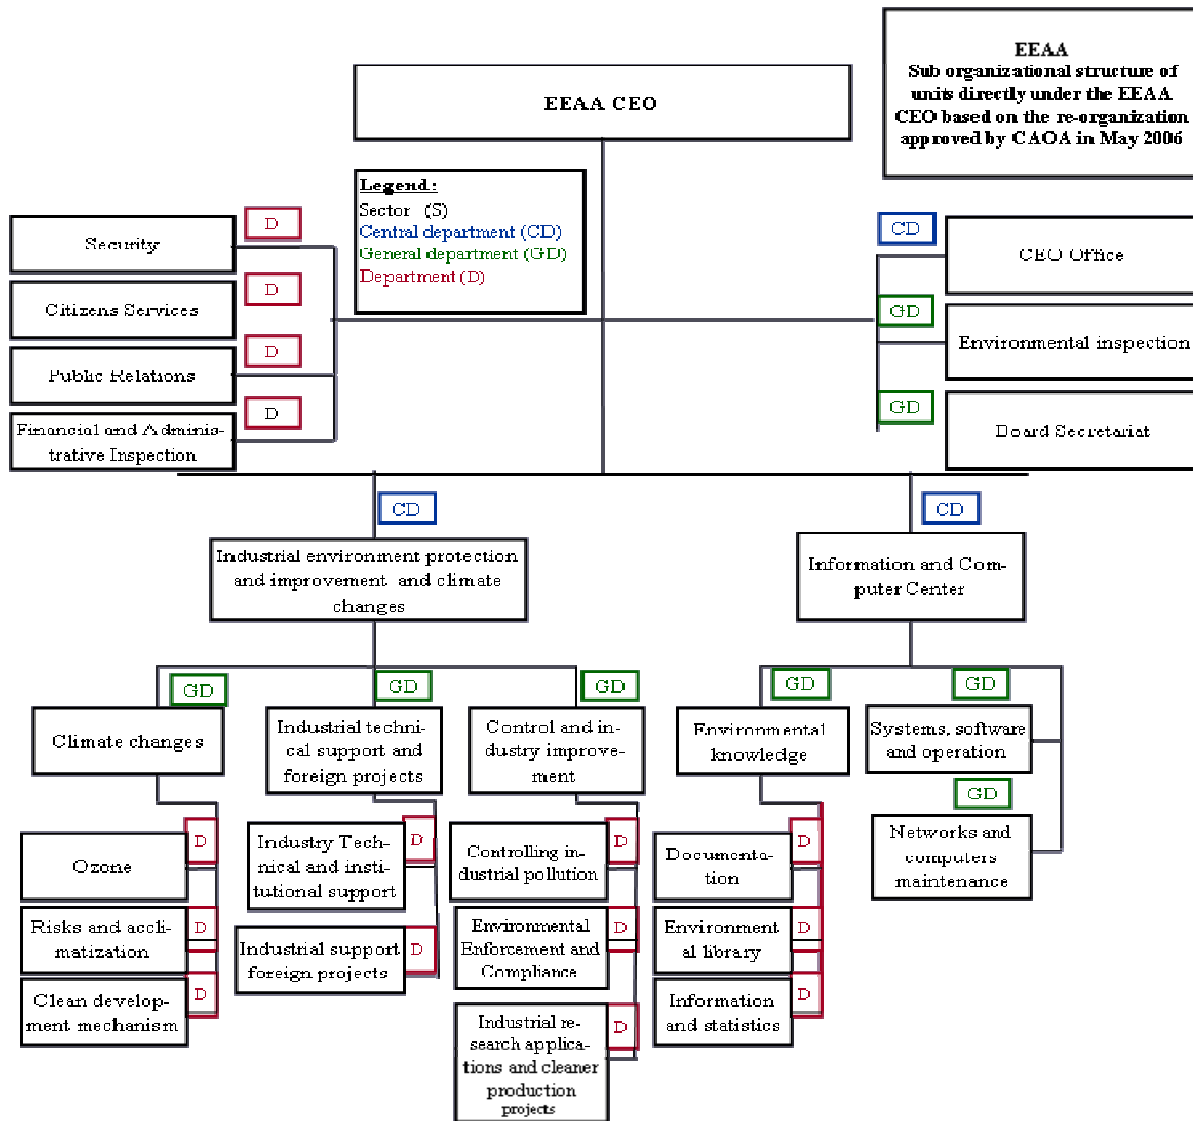 EEAA
Sub organizational structure of
units directly under the EEAA
CEO based on the re-organization
approved by CAOA in May 2006
EEAA CEO
Legend:
Sector (S)
Central department (CD)
General department (GD)
Department (D)
D
Security
D
Citizens Services
D
Public Relations
D
Financial and Adminis-
trative Inspection
CD
CEO Office
GD
Environmental inspection
GD
Board Secretariat
CD
Industrial environment protection
and improvement and climate
changes
CD
Information and Com-
puter Center
GD
Climate changes
GD
Industrial techni-
cal support and
foreign projects
GD
Control and in-
dustry improve-
ment
GD
Environmental
knowledge
GD
Systems, software
and operation
GD
Networks and
computers
maintenance
D
Ozone
D
Risks and accli-
matization
D
Clean develop-
ment mechanism
D
Industry Tech-
nical and insti-
tutional support
D
Industrial support
foreign projects
D
Controlling in-
dustrial pollution
D
Environmental
Enforcement and
Compliance
D
Industrial re-
search applica-
tions and cleaner
production
projects
D
Documenta-
tion
D
Environment
al library
D
Information
and statistics